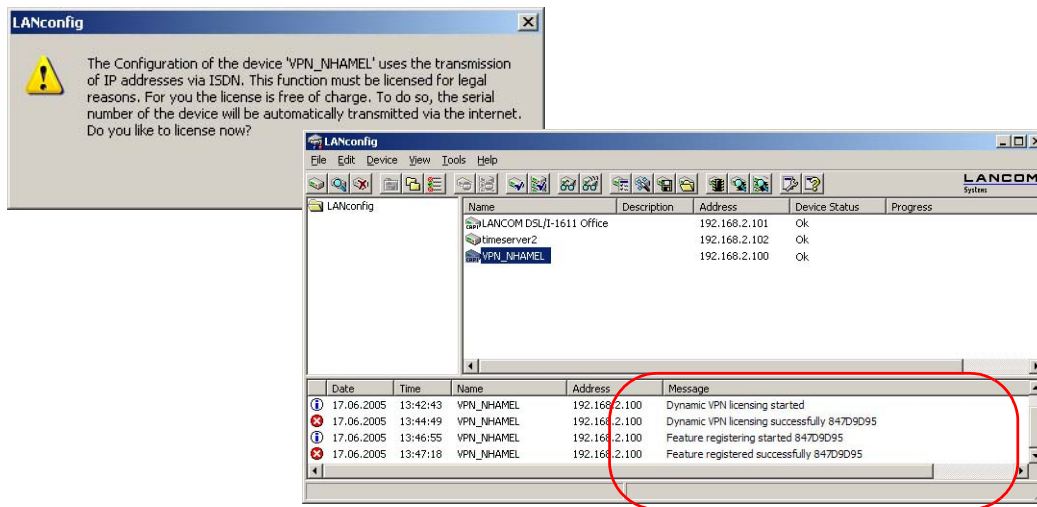 LANconfig
The Configuration of the device 'VPN_NHAMEL' uses the transmission
of IP addresses via ISDN. This function must be licensed for legal
reasons. For you the license is free of charge. To do so, the serial
number of the device will be automatically transmitted via the internet.
Do you like to license now?
LANconfig
File Edit Device View Tools Help
LANCOM
Systems
LANconfig
Name Description Address Device Status Progress
LANCOM DSL/I-1611 Office 192.168.2.101 Ok
timeserver2 192.168.2.102 Ok
VPN_NHAMEL 192.168.2.100 Ok
Date Time Name Address Message
17.06.2005 13:42:43 VPN_NHAMEL 192.168.2.100 Dynamic VPN licensing started
17.06.2005 13:44:49 VPN_NHAMEL 192.168.2.100 Dynamic VPN licensing successfully 847D9D95
17.06.2005 13:46:55 VPN_NHAMEL 192.168.2.100 Feature registering started 847D9D95
17.06.2005 13:47:18 VPN_NHAMEL 192.168.2.100 Feature registered successfully 847D9D95